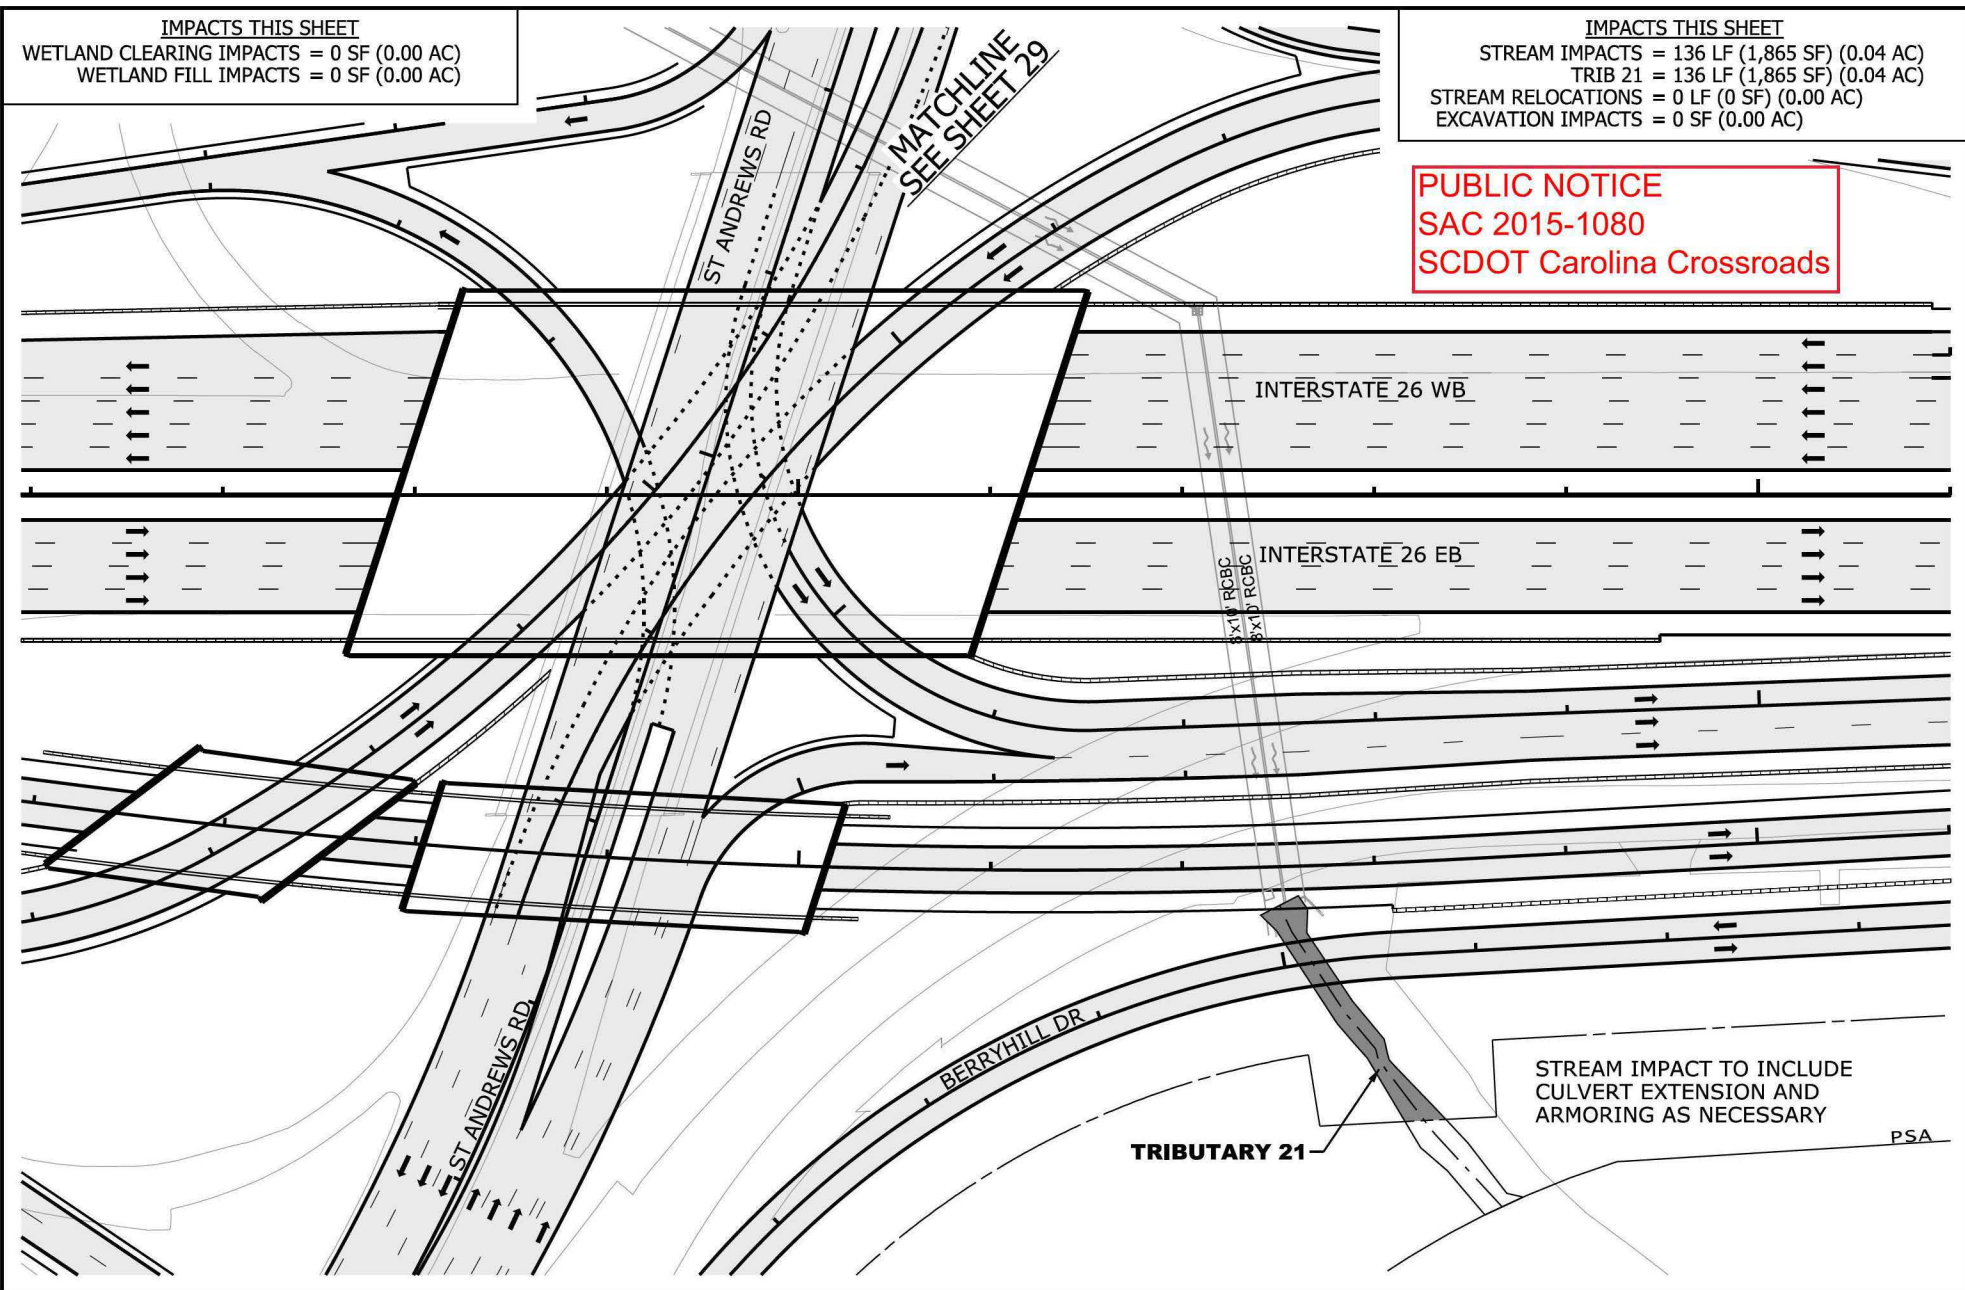 IMPACTS THIS SHEET
WETLAND CLEARING IMPACTS = 0 SF (0.00 AC)
WETLAND FILL IMPACTS = 0 SF (0.00 AC)
IMPACTS THIS SHEET
STREAM IMPACTS = 136 LF (1,865 SF) (0.04 AC)
TRIB 21 = 136 LF (1,865 SF) (0.04 AC)
STREAM RELOCATIONS = 0 LF (0 SF) (0.00 AC)
EXCAVATION IMPACTS = 0 SF (0.00 AC)
MATCHLINE
SEE SHEET 29
PUBLIC NOTICE
SAC 2015-1080
SCDOT Carolina Crossroads
ST ANDREWS RD
INTERSTATE 26 WB
INTERSTATE 26 EB
8'x10' RCBC
8'x10' RCBC
ST ANDREWS RD
BERRYHILL DR
STREAM IMPACT TO INCLUDE
CULVERT EXTENSION AND
ARMORING AS NECESSARY
PSA
TRIBUTARY 21